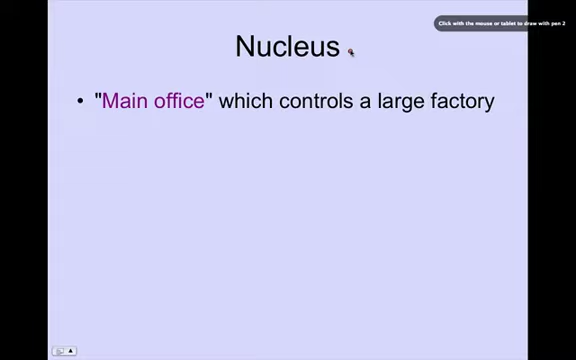 Click with the mouse or tablet to draw with pen 2
Nucleus
• "Main office" which controls a large factory